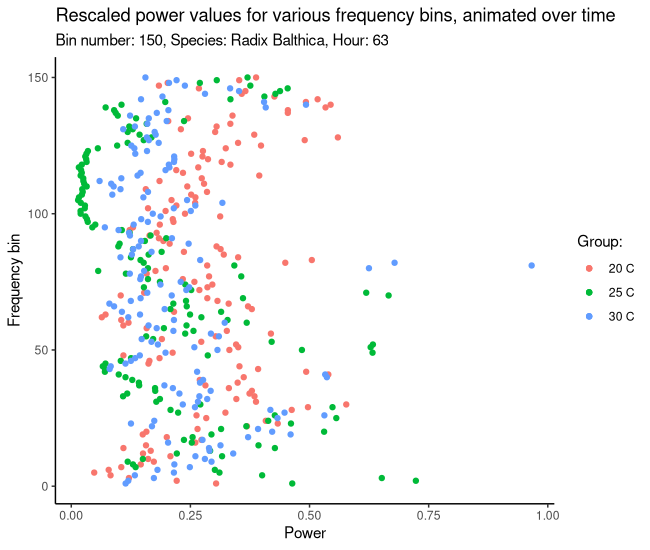 Rescaled power values for various frequency bins, animated over time
Bin number: 150, Species: Radix Balthica, Hour: 63
150
100
50
0
Frequency bin
0.00 0.25 0.50 0.75 1.00
Power
Group:
20 C
25 C
30 C